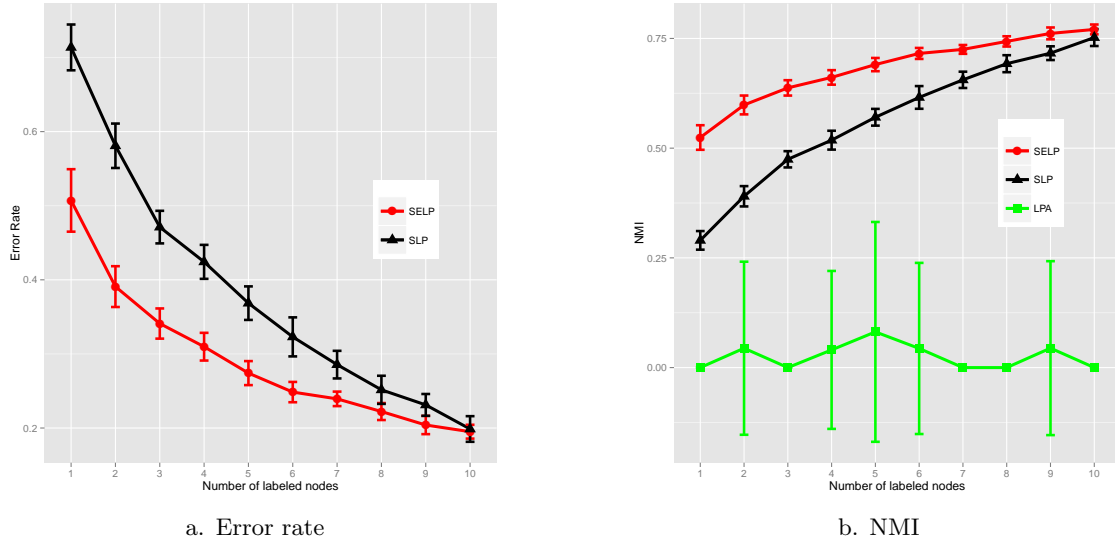 0.6
0.4
0.2
Error Rate
1 2 3 4 5 6 7 8 9 10
Number of labeled nodes
SELP
SLP
a. Error rate
0.75
0.50
0.25
0.00
NMI
1 2 3 4 5 6 7 8 9 10
Number of labeled nodes
SELP
SLP
LPA
b. NMI